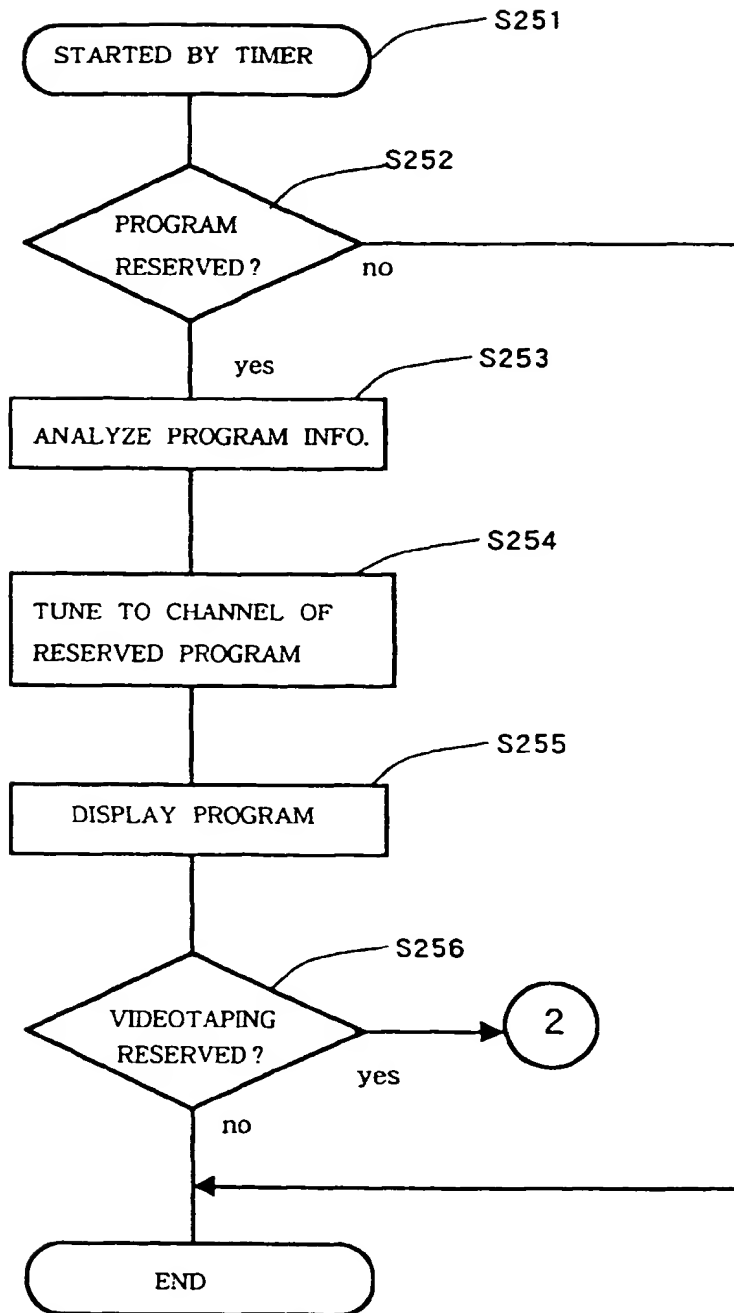 S251
STARTED BY TIMER
S252
PROGRAM
RESERVED?
no
yes
S253
ANALYZE PROGRAM INFO.
S254
TUNE TO CHANNEL OF
RESERVED PROGRAM
S255
DISPLAY PROGRAM
S256
VIDEOTAPING
RESERVED?
2
yes
no
END